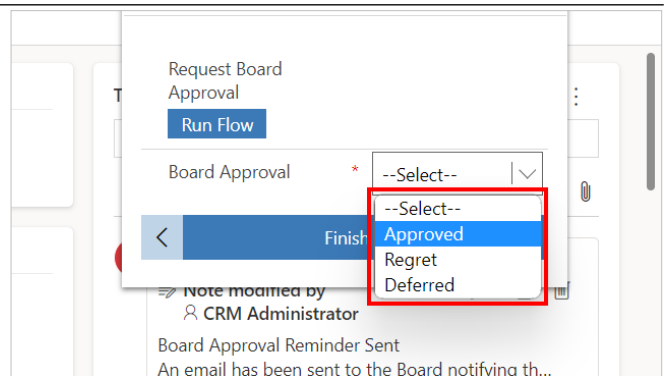 Request Board
Approval
Run Flow
Board Approval * --Select--
--Select--
Approved
Regret
Deferred
Finish
Note modified by
CRM Administrator
Board Approval Reminder Sent
An email has been sent to the Board notifying th...